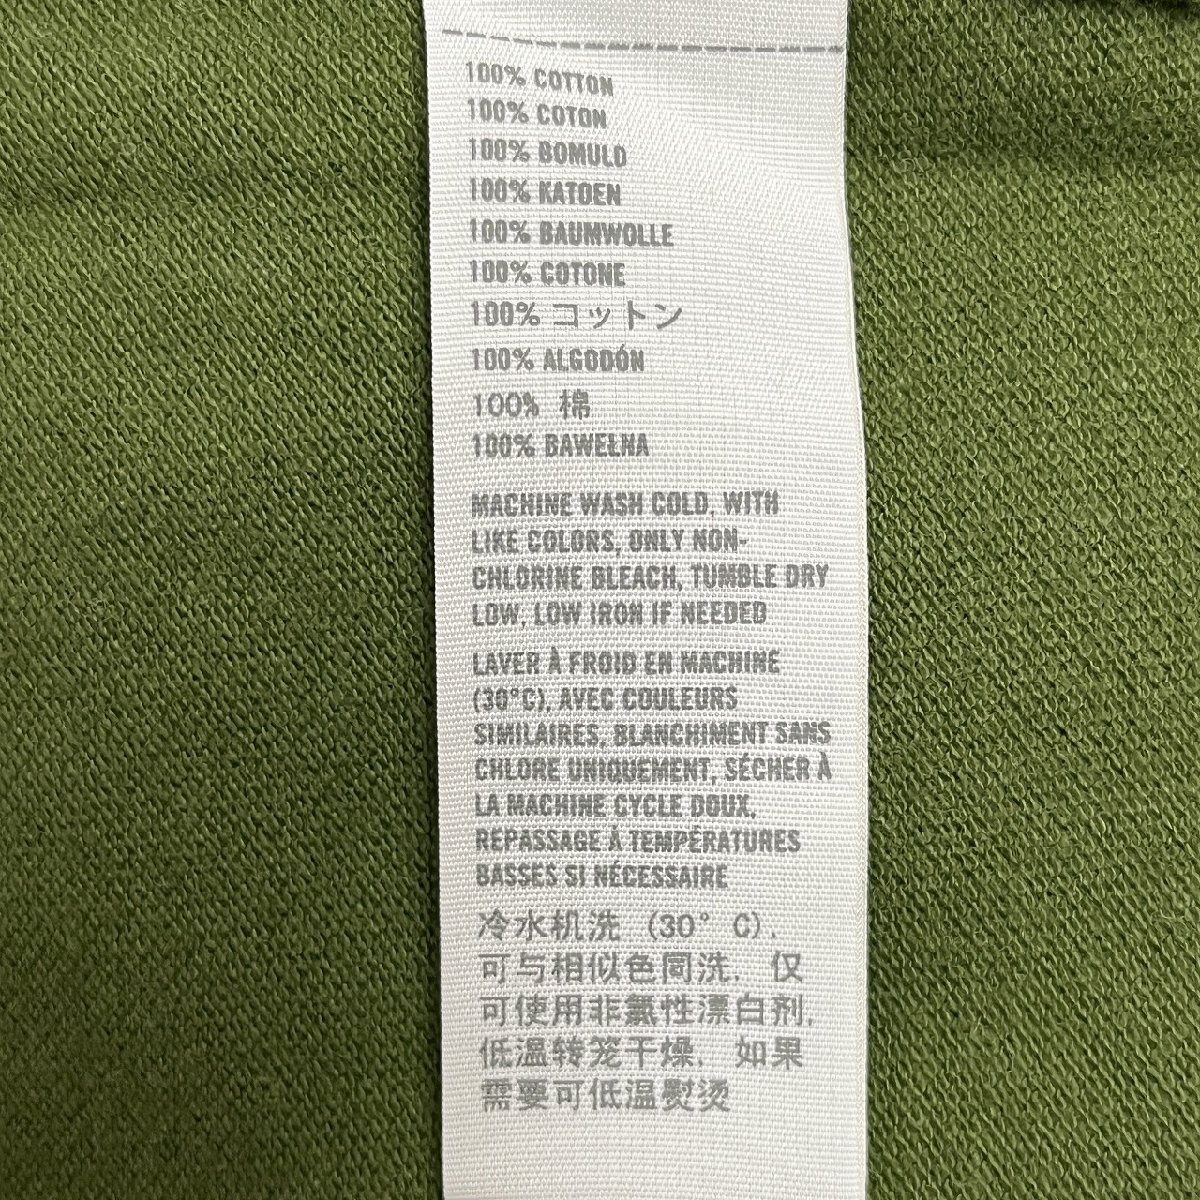 100% COTTON
100% COTON
100% BOMULD
100% KATOEN
100% BAUMWOLLE
100% COTONE
100% コットン
100% ALGODÓN
100% 棉
100% BAWEŁNA
MACHINE WASH COLD, WITH
LIKE COLORS, ONLY NON-
CHLORINE BLEACH, TUMBLE DRY
LOW, LOW IRON IF NEEDED
LAVER À FROID EN MACHINE
(30°C), AVEC COULEURS
SIMILAIRES, BLANCHIMENT SANS
CHLORE UNIQUEMENT, SÉCHER À
LA MACHINE CYCLE DOUX,
REPASSAGE À TEMPÉRATURES
BASSES SI NÉCESSAIRE
冷水机洗 (30° C),
可与相似色同洗, 仅
可使用非氯性漂白剂,
低温转笼干燥, 如果
需要可低温熨烫